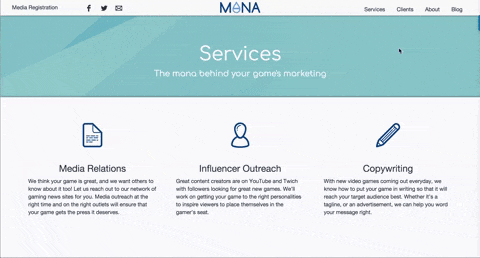 Media Registration
MANA
Services
Clients
About
Blog
Services
The mana behind your game's marketing
Media Relations
We think your game is great, and we want others to
know about it too! Let us reach out to our network of
gaming news sites for you. Media outreach at the
right time and on the right outlets will ensure that
your game gets the press it deserves.
Influencer Outreach
Great content creators are on YouTube and Twitch
with followers looking for great new games. We'll
work on getting your game to the right personalities
to inspire viewers to place themselves in the
gamer's seat.
Copywriting
With new video games coming out everyday, we
know how to put your game in writing so that it will
reach your target audience best. Whether it's a
tagline, or an advertisement, we can help you word
your message right.